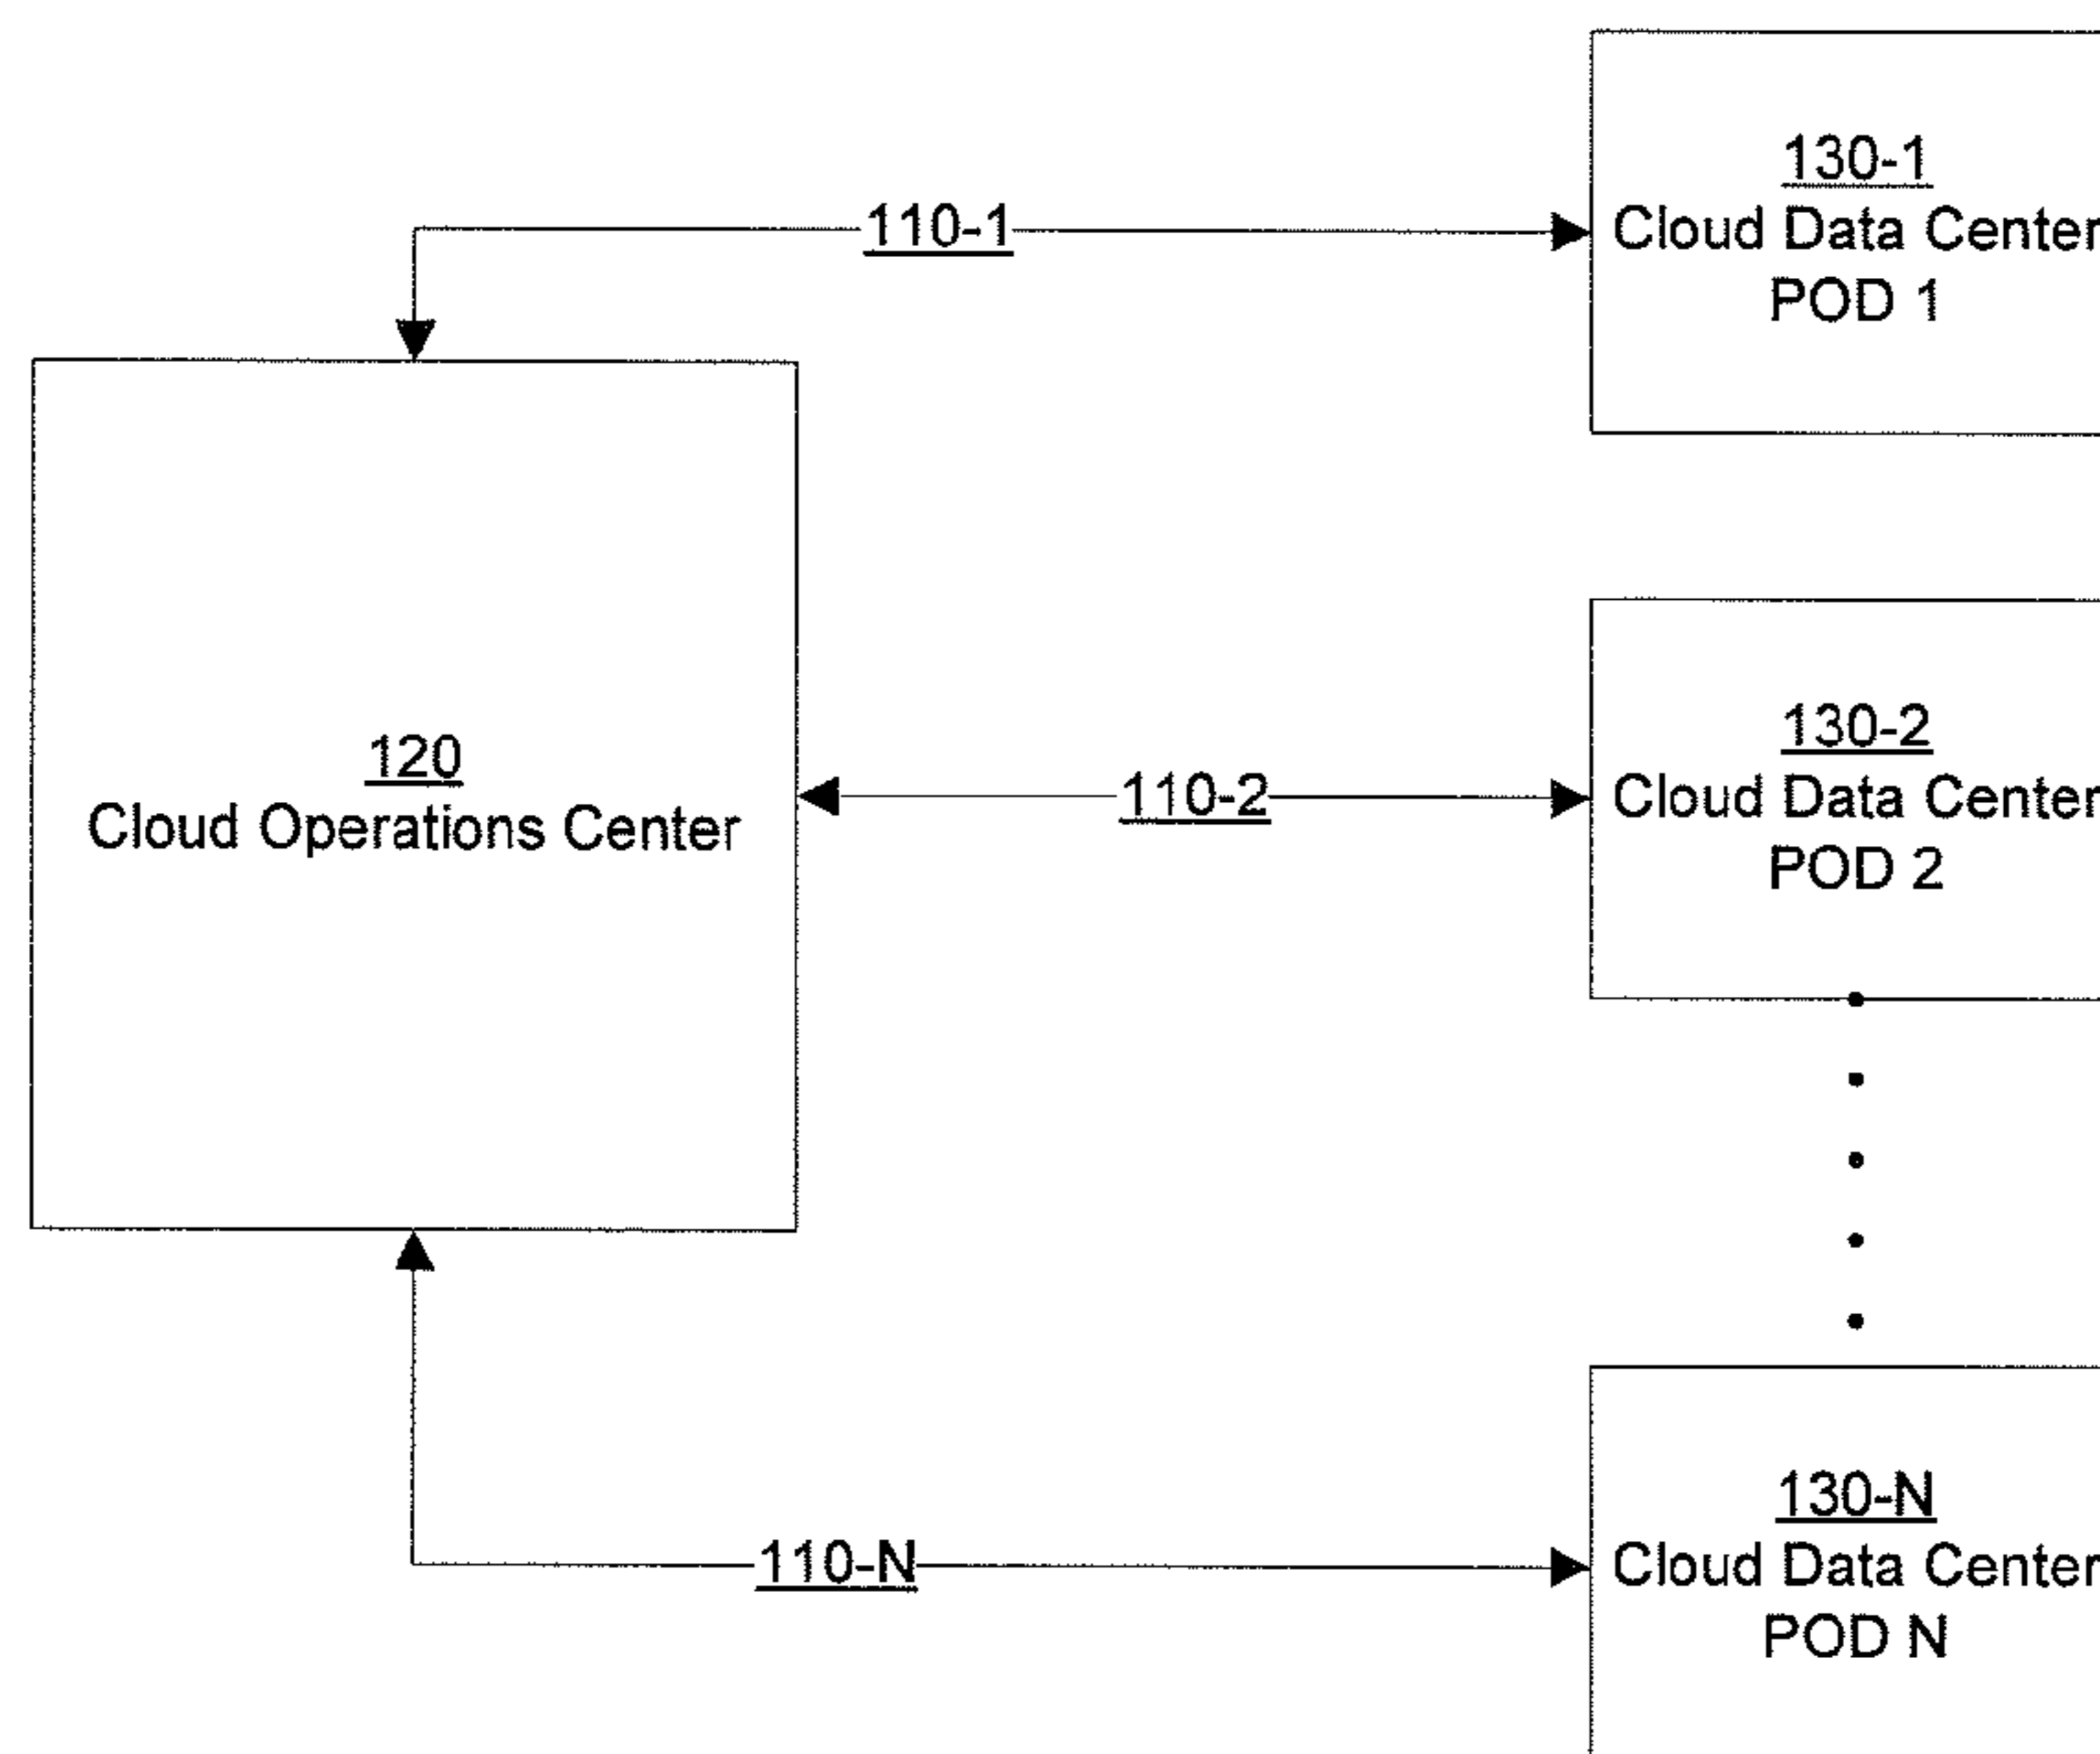 130-1
Cloud Data Center
POD 1
110-1
120
Cloud Operations Center
110-2
130-2
Cloud Data Center
POD 2
110-N
130-N
Cloud Data Center
POD N